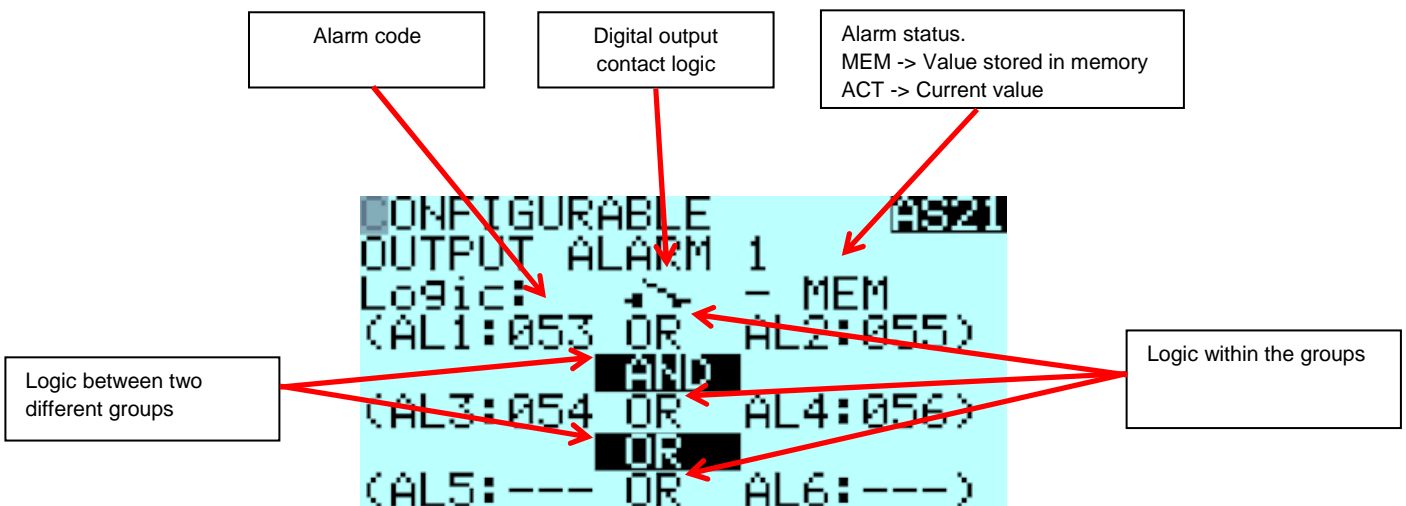 Alarm code
Digital output
contact logic
Alarm status.
MEM -> Value stored in memory
ACT -> Current value
CONFIGURABLE
OUTPUT ALARM 1
Logic: - MEM
(AL1:053 OR AL2:055)
AND
(AL3:054 OR AL4:056)
OR
(AL5:--- OR AL6:---)
Logic between two
different groups
Logic within the groups